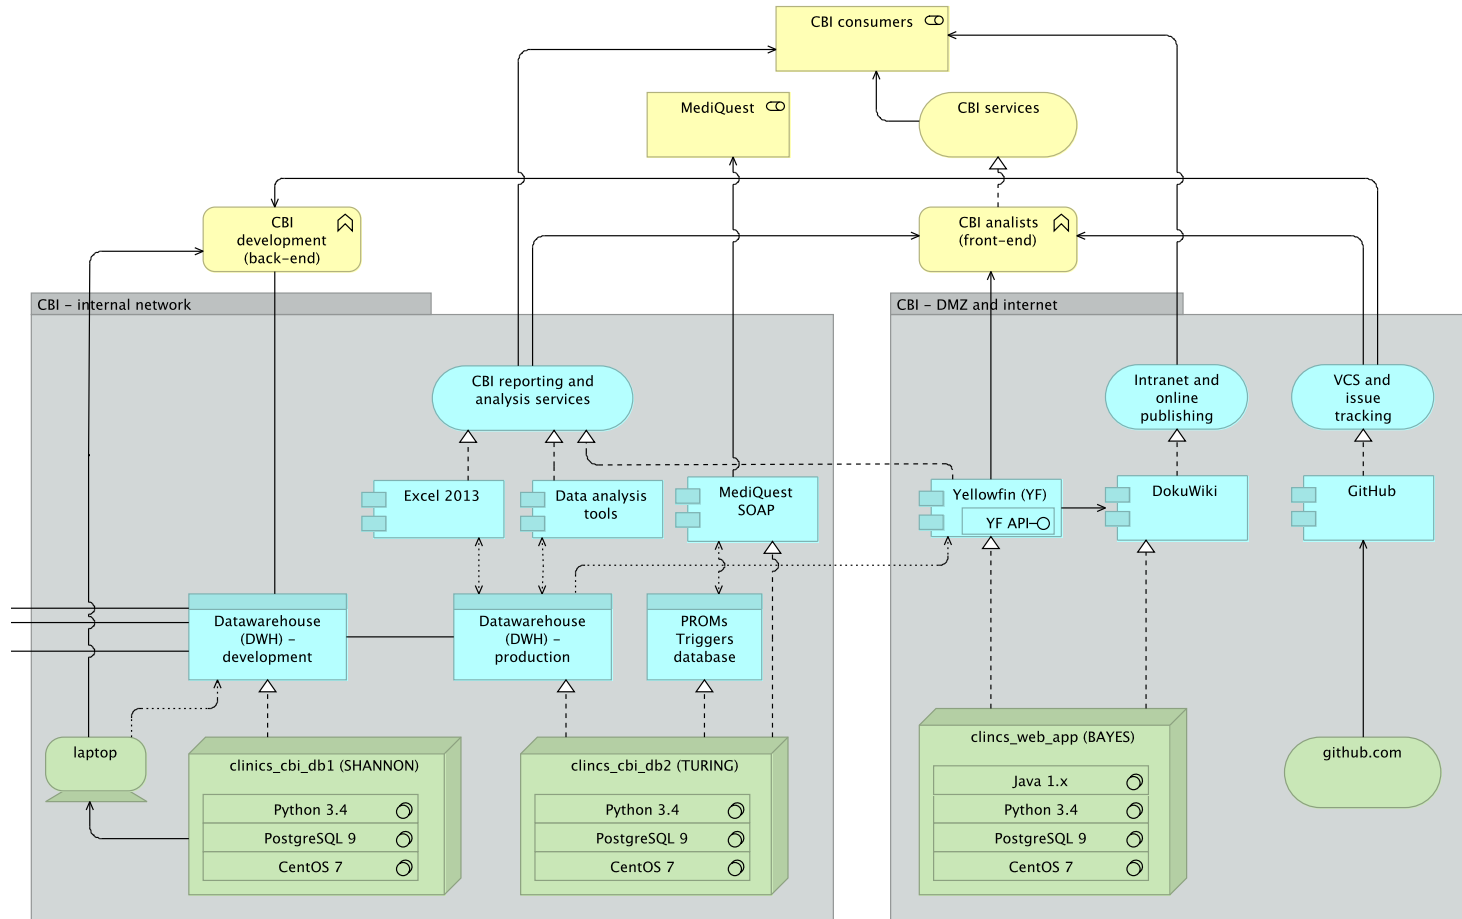 CBI consumers
MediQuest
CBI services
CBI
development
(back-end)
CBI analists
(front-end)
CBI - internal network
CBI - DMZ and internet
CBI reporting and
analysis services
Intranet and
online
publishing
VCS and
issue
tracking
Excel 2013
Data analysis
tools
MediQuest
SOAP
Yellowfin (YF)
YF API
DokuWiki
GitHub
Datawarehouse
(DWH) -
development
Datawarehouse
(DWH) -
production
PROMs
Triggers
database
laptop
clinics_cbi_db1 (SHANNON)
Python 3.4
PostgreSQL 9
CentOS 7
clincs_cbi_db2 (TURING)
Python 3.4
PostgreSQL 9
CentOS 7
clincs_web_app (BAYES)
Java 1.x
Python 3.4
PostgreSQL 9
CentOS 7
github.com